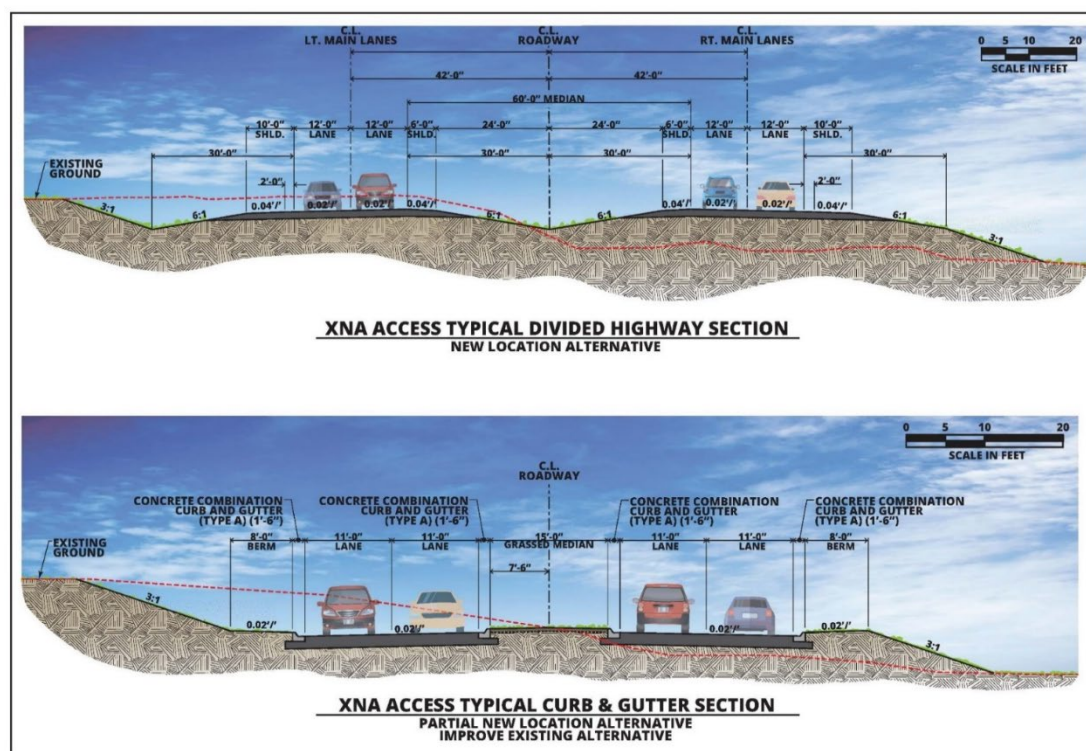 C.L.
LT. MAIN LANES
C.L.
ROADWAY
C.L.
RT. MAIN LANES
0 5 10 20
SCALE IN FEET
42'-0" 42'-0"
60'-0" MEDIAN
10'-0" 12'-0" 12'-0" 6'-0" 24'-0" 24'-0" 6'-0" 12'-0" 12'-0" 10'-0"
SHLD. LANE LANE SHLD. SHLD. LANE LANE SHLD.
30'-0" 30'-0" 30'-0" 30'-0"
EXISTING
GROUND
2'-0" 2'-0"
3:1 6:1 0.04'/' 0.02'/' 0.02'/' 0.04'/' 6:1 6:1 0.04'/' 0.02'/' 0.02'/' 0.04'/' 6:1 3:1
XNA ACCESS TYPICAL DIVIDED HIGHWAY SECTION
NEW LOCATION ALTERNATIVE
0 5 10 20
SCALE IN FEET
C.L.
ROADWAY
CONCRETE COMBINATION
CURB AND GUTTER
(TYPE A) (1'-6")
CONCRETE COMBINATION
CURB AND GUTTER
(TYPE A) (1'-6")
CONCRETE COMBINATION
CURB AND GUTTER
(TYPE A) (1'-6")
CONCRETE COMBINATION
CURB AND GUTTER
(TYPE A) (1'-6")
EXISTING
GROUND
8'-0" 11'-0" 11'-0" 15'-0" 11'-0" 11'-0" 8'-0"
BERM LANE LANE GRASSED MEDIAN LANE LANE BERM
7'-6"
3:1 0.02'/' 0.02'/' 0.02'/' 0.02'/' 3:1
XNA ACCESS TYPICAL CURB & GUTTER SECTION
PARTIAL NEW LOCATION ALTERNATIVE
IMPROVE EXISTING ALTERNATIVE